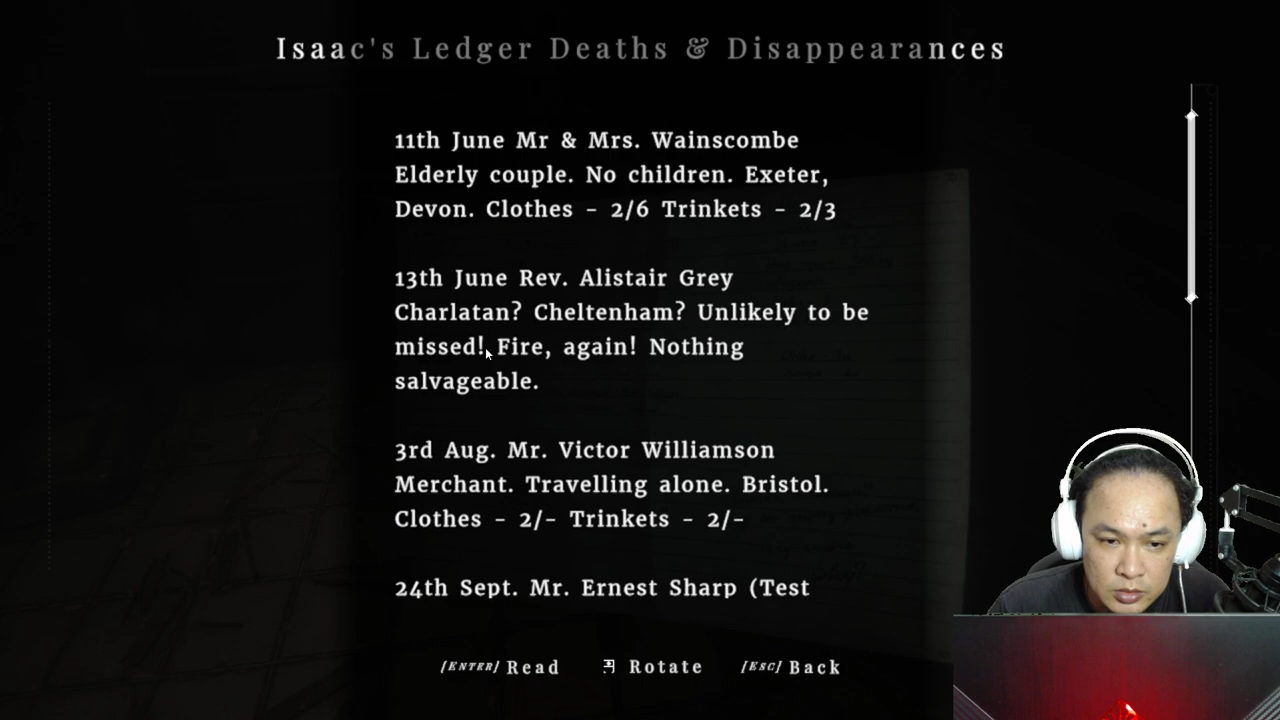 Isaac's Ledger Deaths & Disappearances
11th June Mr & Mrs. Wainscombe
Elderly couple. No children. Exeter,
Devon. Clothes - 2/6 Trinkets - 2/3
13th June Rev. Alistair Grey
Charlatan? Cheltenham? Unlikely to be
missed! Fire, again! Nothing
salvageable.
3rd Aug. Mr. Victor Williamson
Merchant. Travelling alone. Bristol.
Clothes - 2/- Trinkets - 2/-
24th Sept. Mr. Ernest Sharp (Test
[ENTER] Read Rotate [ESC] Back